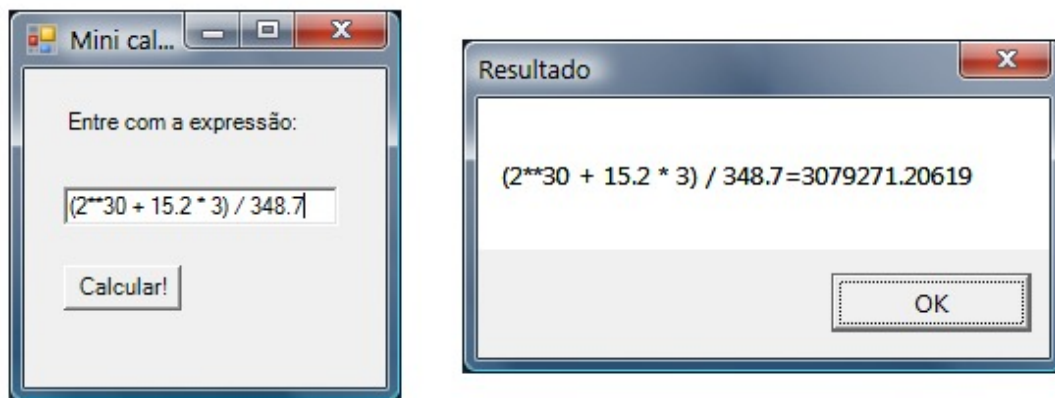 Mini cal...
Entre com a expressão:
(2**30 + 15.2 * 3) / 348.7
Calcular!
Resultado
(2**30 + 15.2 * 3) / 348.7=3079271.20619
OK